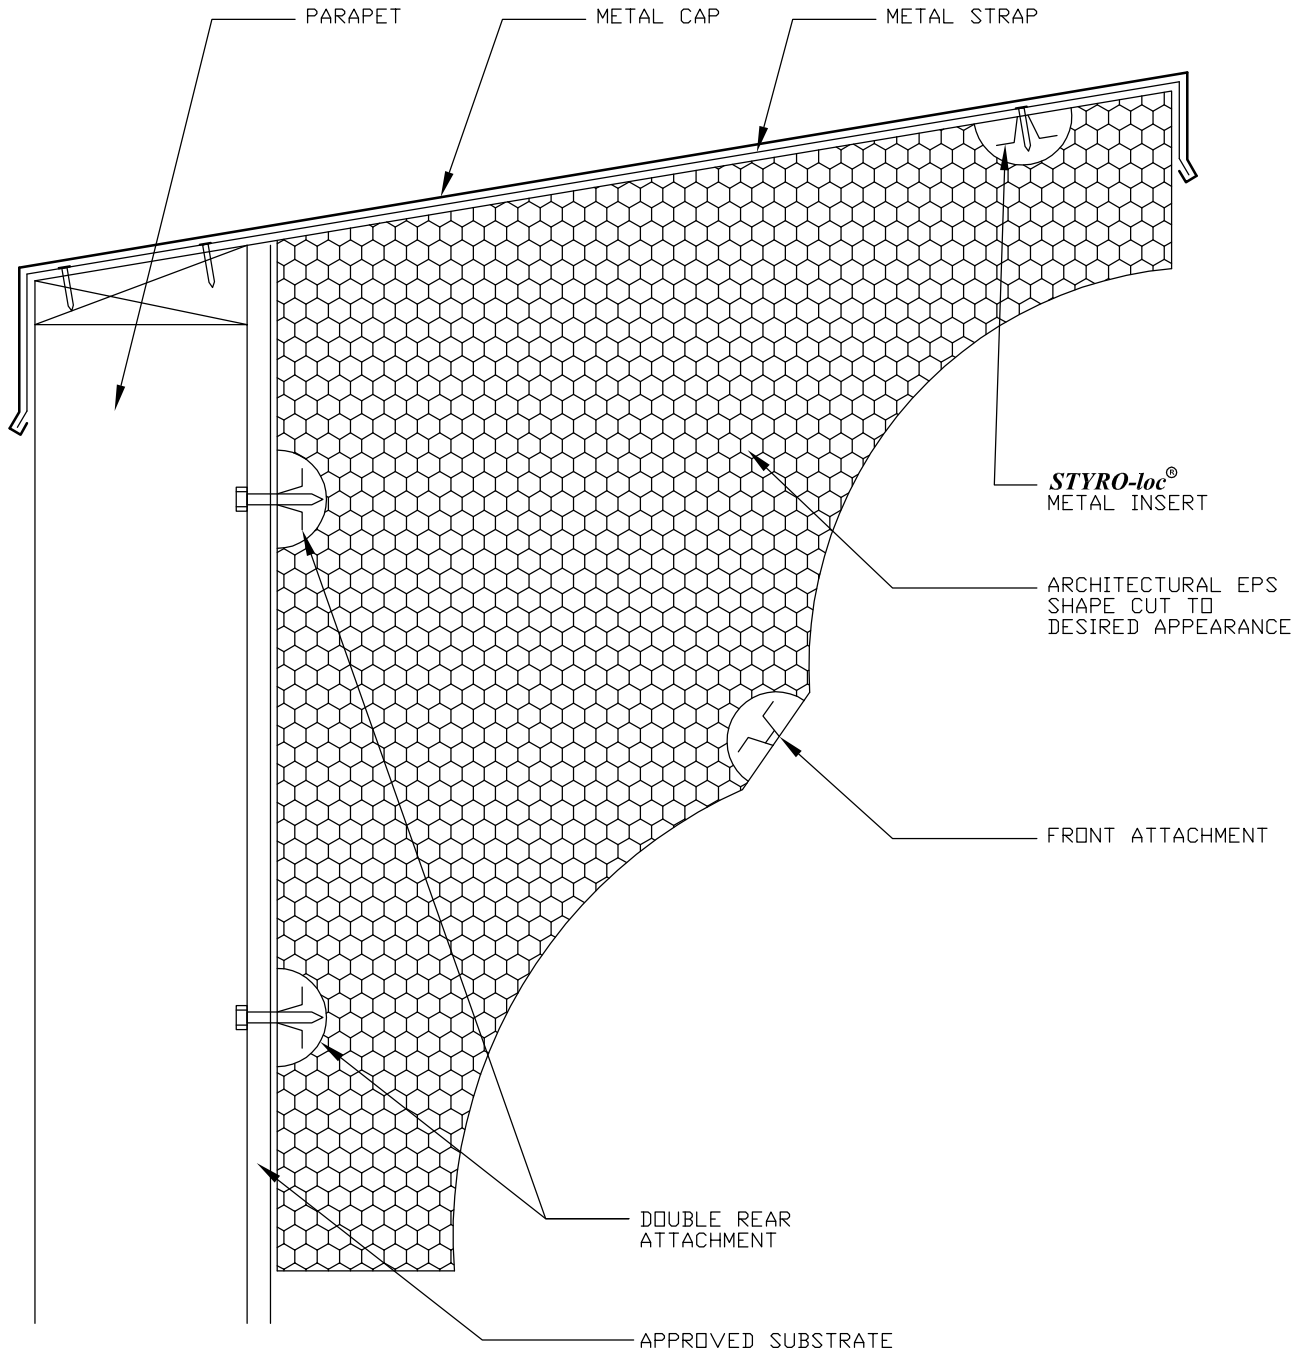 PARAPET
METAL CAP
METAL STRAP
STYRO-loc®
METAL INSERT
ARCHITECTURAL EPS
SHAPE CUT TO
DESIRED APPEARANCE
FRONT ATTACHMENT
DOUBLE REAR
ATTACHMENT
APPROVED SUBSTRATE